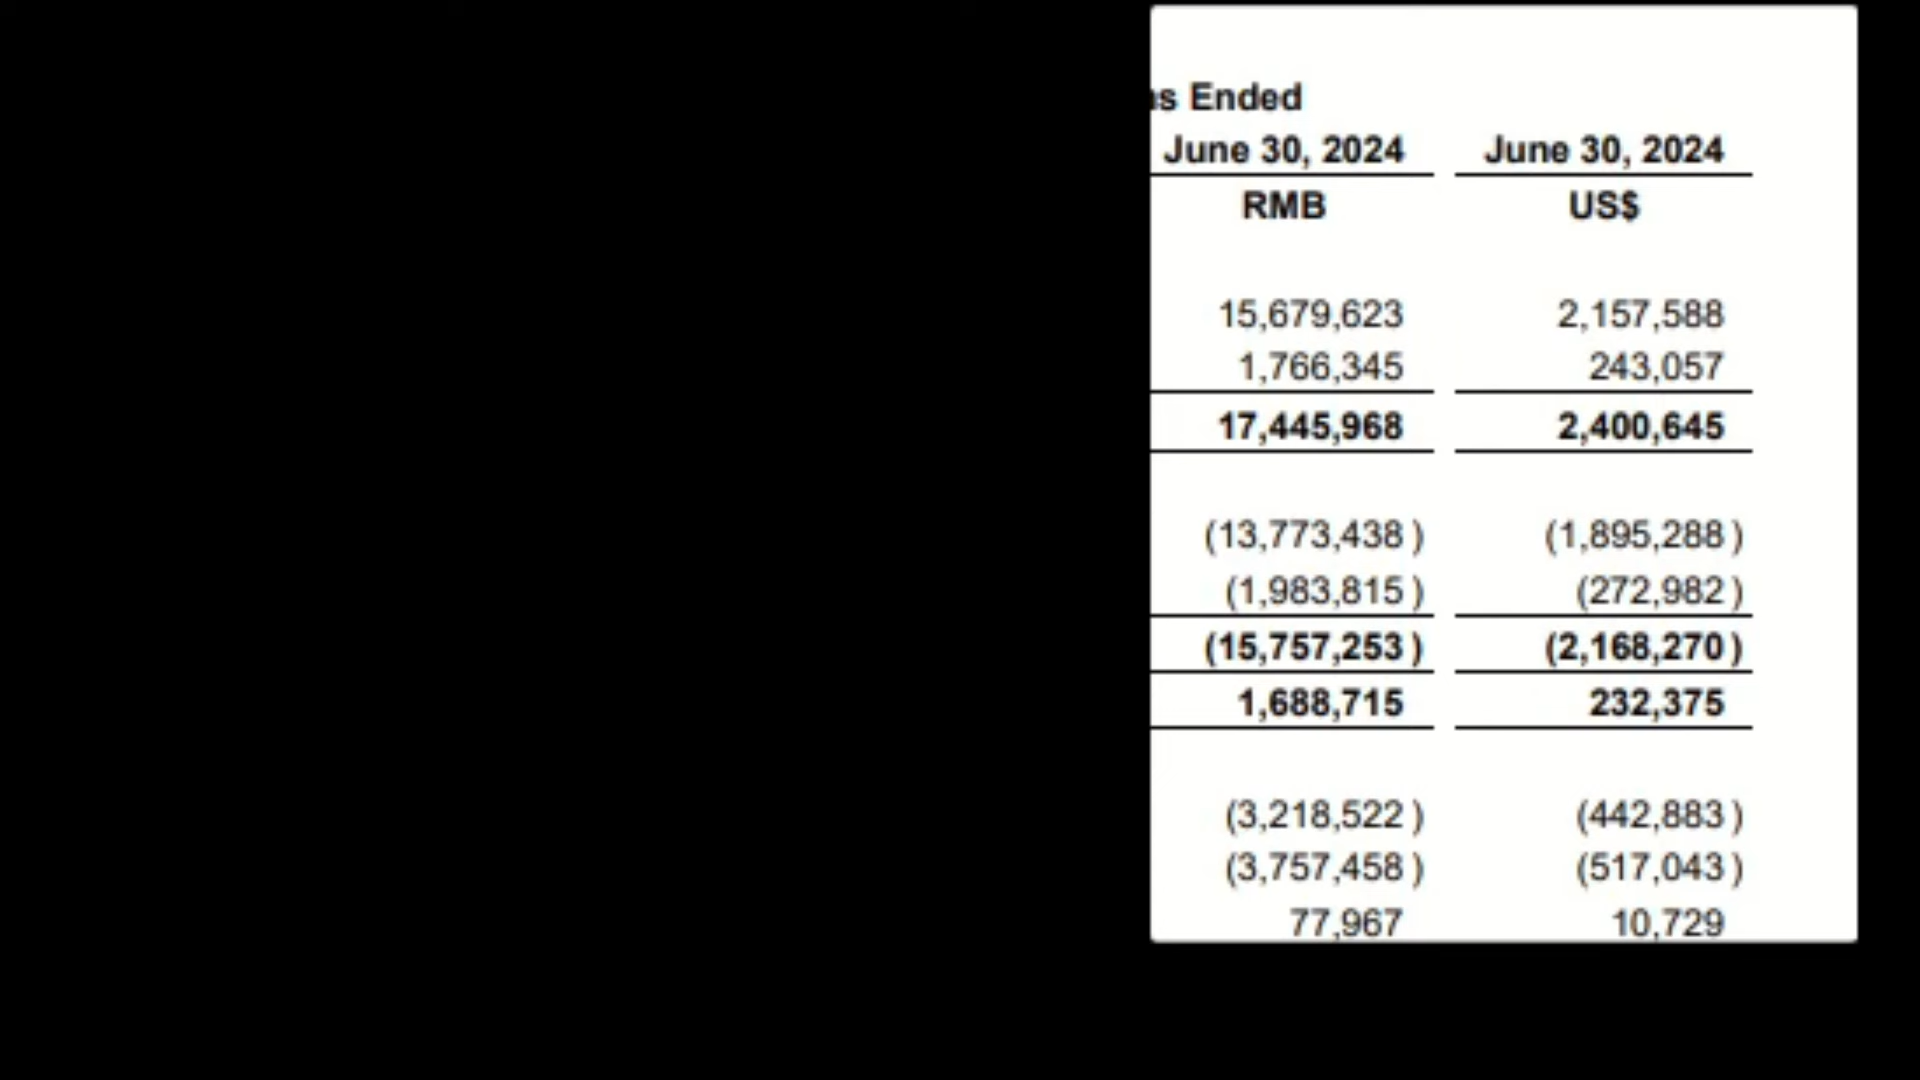 Ended
June 30, 2024 June 30, 2024
RMB US$
15,679,623 2,157,588
1,766,345 243,057
17,445,968 2,400,645
(13,773,438 ) (1,895,288 )
(1,983,815 ) (272,982 )
(15,757,253 ) (2,168,270 )
1,688,715 232,375
(3,218,522 ) (442,883 )
(3,757,458 ) (517,043 )
77,967 10,729